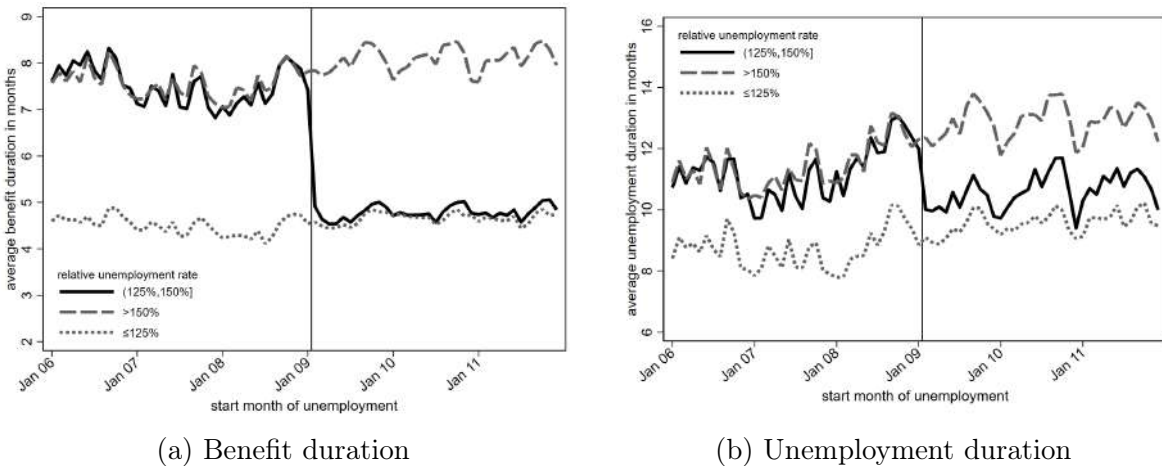 average benefit duration in months
9
8
7
6
5
4
3
2
relative unemployment rate
(125%,150%]
>150%
≤125%
Jan 06
Jan 07
Jan 08
Jan 09
Jan 10
Jan 11
start month of unemployment
(a) Benefit duration
average unemployment duration in months
16
14
12
10
8
6
relative unemployment rate
(125%,150%]
>150%
≤125%
Jan 06
Jan 07
Jan 08
Jan 09
Jan 10
Jan 11
start month of unemployment
(b) Unemployment duration